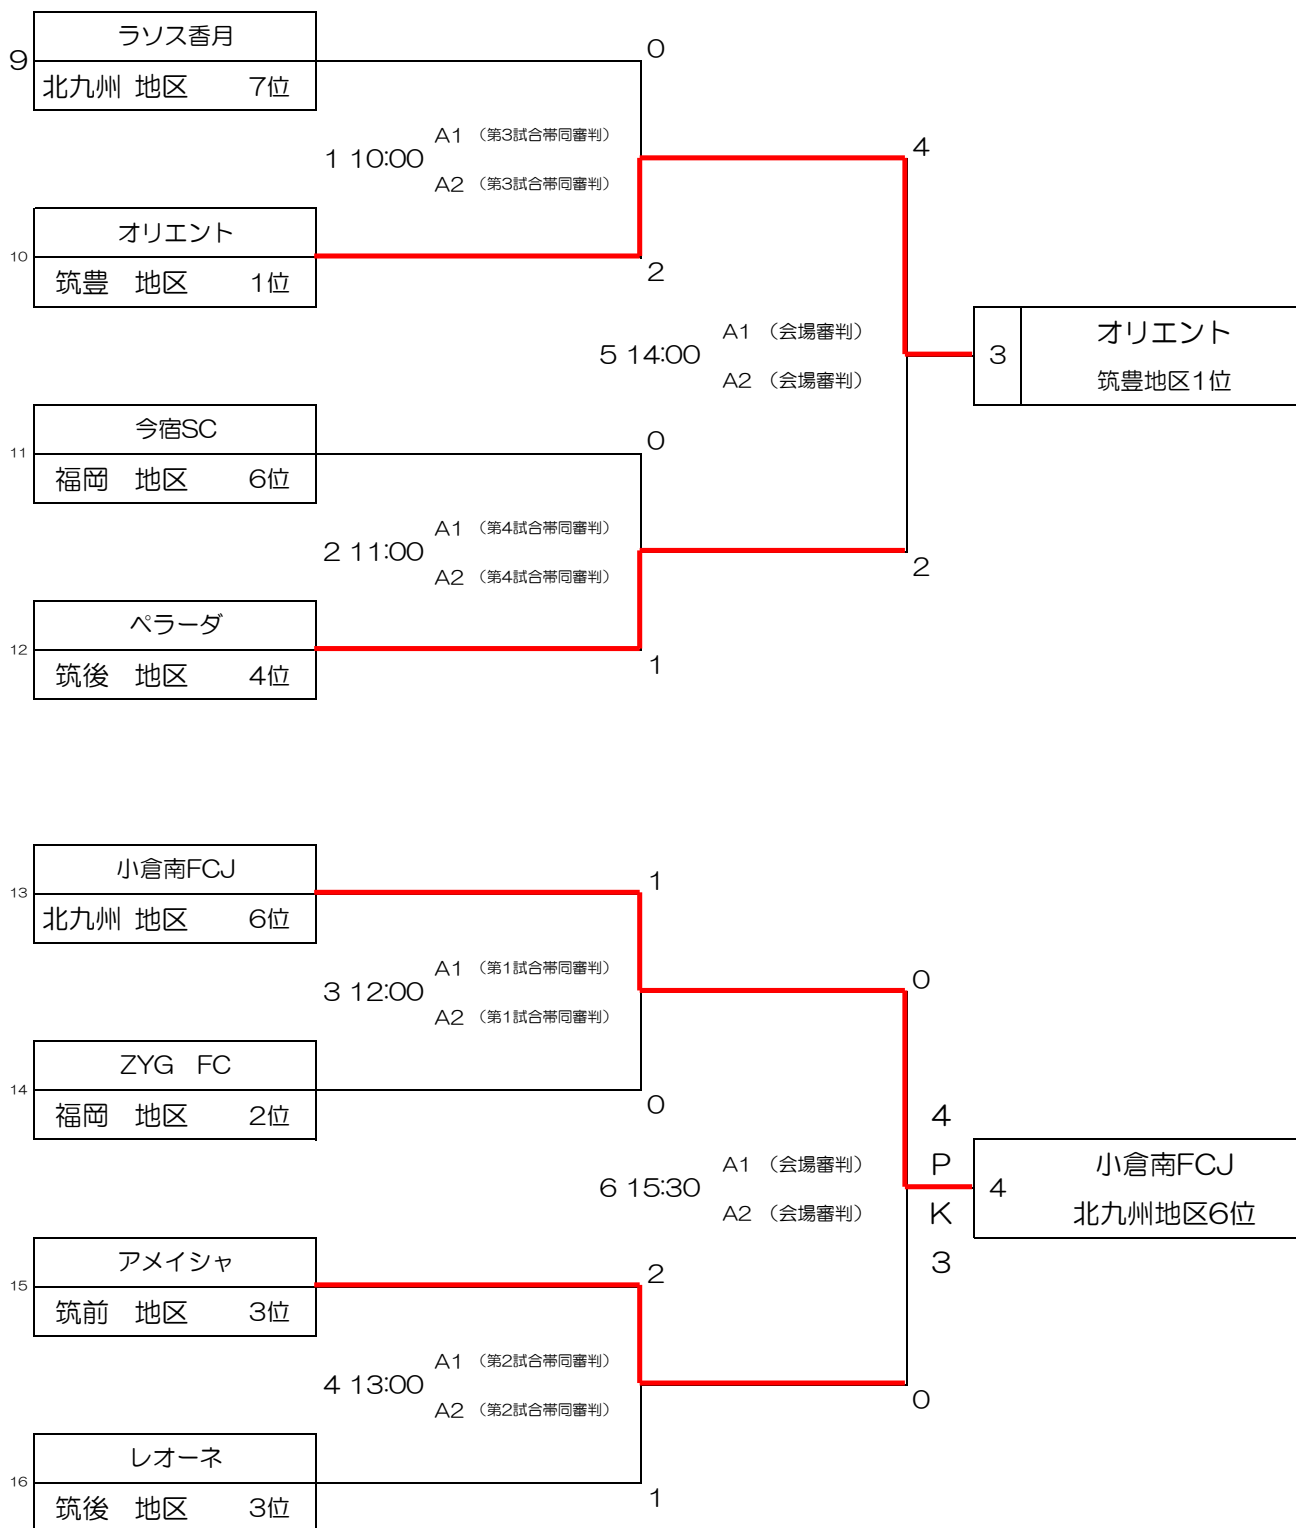 ラソス香月
9
北九州 地区 7位
0
1 10:00
A1 （第3試合帯同審判）
A2 （第3試合帯同審判）
4
オリエント
10
筑豊 地区 1位
2
5 14:00
A1 （会場審判）
A2 （会場審判）
3
オリエント
筑豊地区1位
今宿SC
11
福岡 地区 6位
0
2 11:00
A1 （第4試合帯同審判）
A2 （第4試合帯同審判）
2
ペラーダ
12
筑後 地区 4位
1
小倉南FCJ
13
北九州 地区 6位
1
3 12:00
A1 （第1試合帯同審判）
A2 （第1試合帯同審判）
0
ZYG FC
14
福岡 地区 2位
0
6 15:30
A1 （会場審判）
A2 （会場審判）
4
P
K
3
4
小倉南FCJ
北九州地区6位
アメイシャ
15
筑前 地区 3位
2
4 13:00
A1 （第2試合帯同審判）
A2 （第2試合帯同審判）
0
レオーネ
16
筑後 地区 3位
1